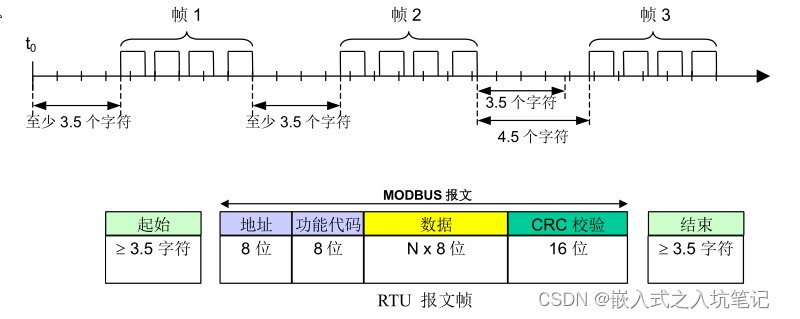 帧 1 帧 2 帧 3
t0
至少 3.5 个字符 至少 3.5 个字符 3.5 个字符
4.5 个字符
MODBUS 报文
起始 地址 功能代码 数据 CRC 校验 结束
≥ 3.5 字符 8 位 8 位 N x 8 位 16 位 ≥ 3.5 字符
RTU 报文帧
CSDN @嵌入式之入坑笔记